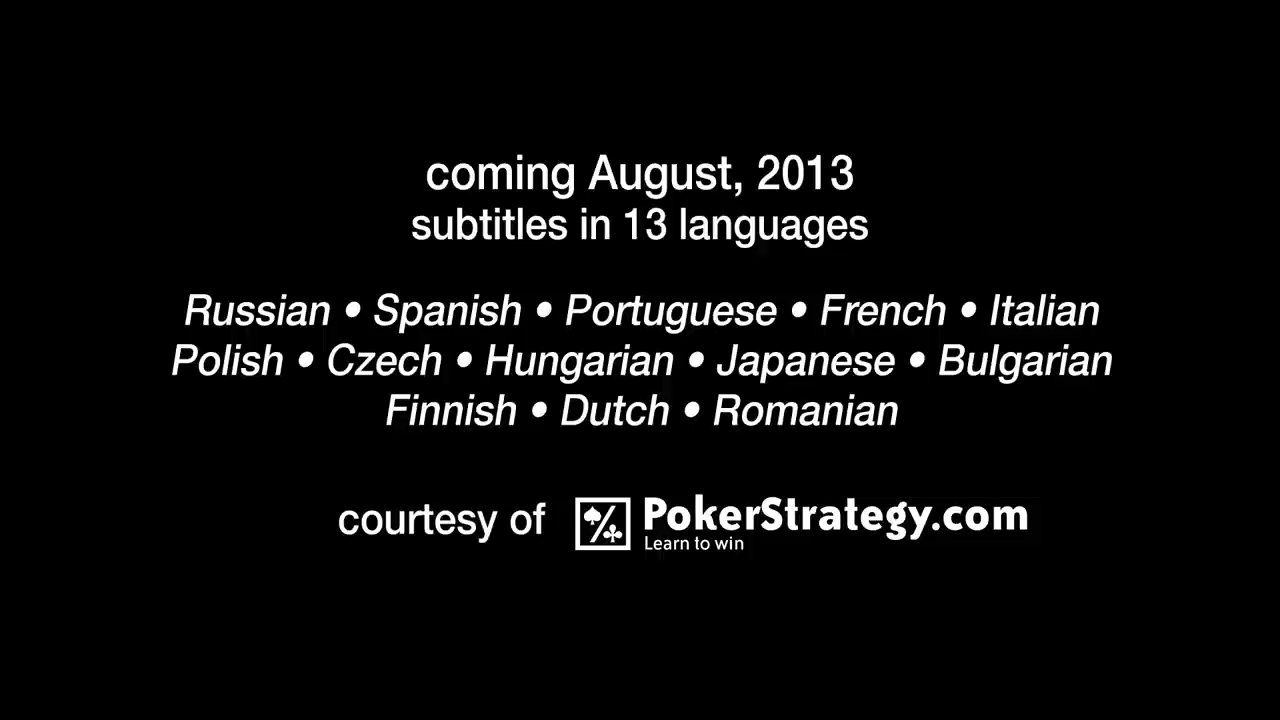 coming August, 2013
subtitles in 13 languages
Russian • Spanish • Portuguese • French • Italian
Polish • Czech • Hungarian • Japanese • Bulgarian
Finnish • Dutch • Romanian
courtesy of PokerStrategy.com
Learn to win